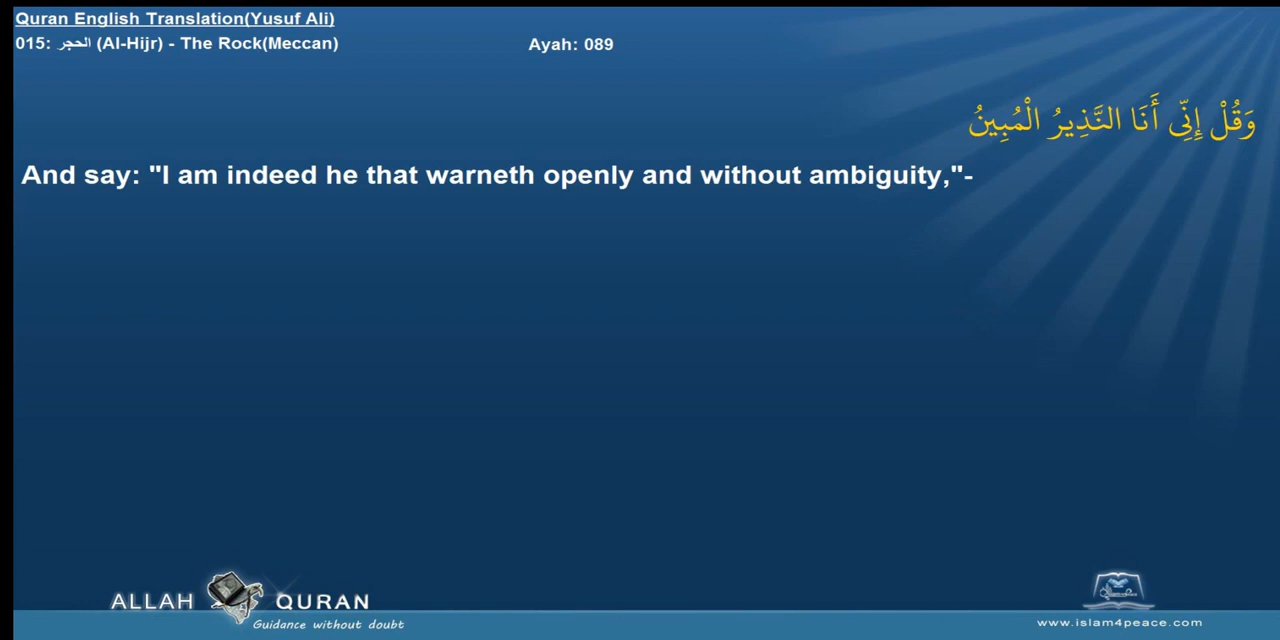 Quran English Translation(Yusuf Ali)
015: الحجر (Al-Hijr) - The Rock(Meccan) Ayah: 089
وَقُلْ إِنِّي أَنَا النَّذِيرُ الْمُبِينُ
And say: "I am indeed he that warneth openly and without ambiguity,"-
ALLAH QURAN
Guidance without doubt
www.islam4peace.com